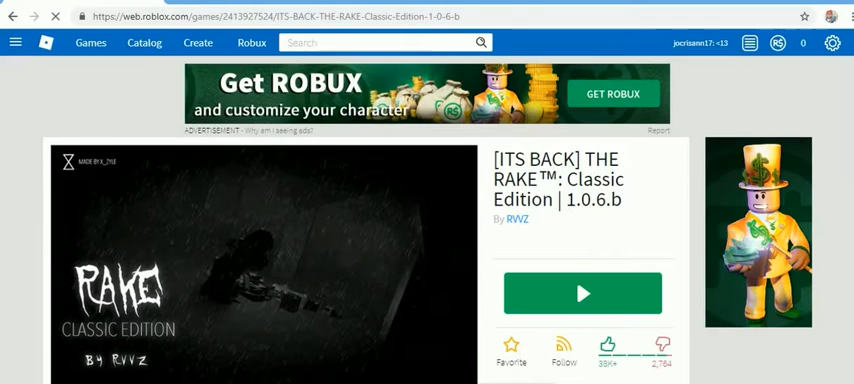 https://web.roblox.com/games/2413927524/ITS-BACK-THE-RAKE-Classic-Edition-1-0-6-b
Games
Catalog
Create
Robux
Search
jocrisann17: <13
R$
0
Get ROBUX
and customize your character
R$
GET ROBUX
ADVERTISEMENT - Why am I seeing ads?
Report
MADE BY X_ZYLE
RAKE
CLASSIC EDITION
BY RVVZ
[ITS BACK] THE
RAKE™: Classic
Edition | 1.0.6.b
By RVVZ
Favorite
Follow
38K+
2,764
$